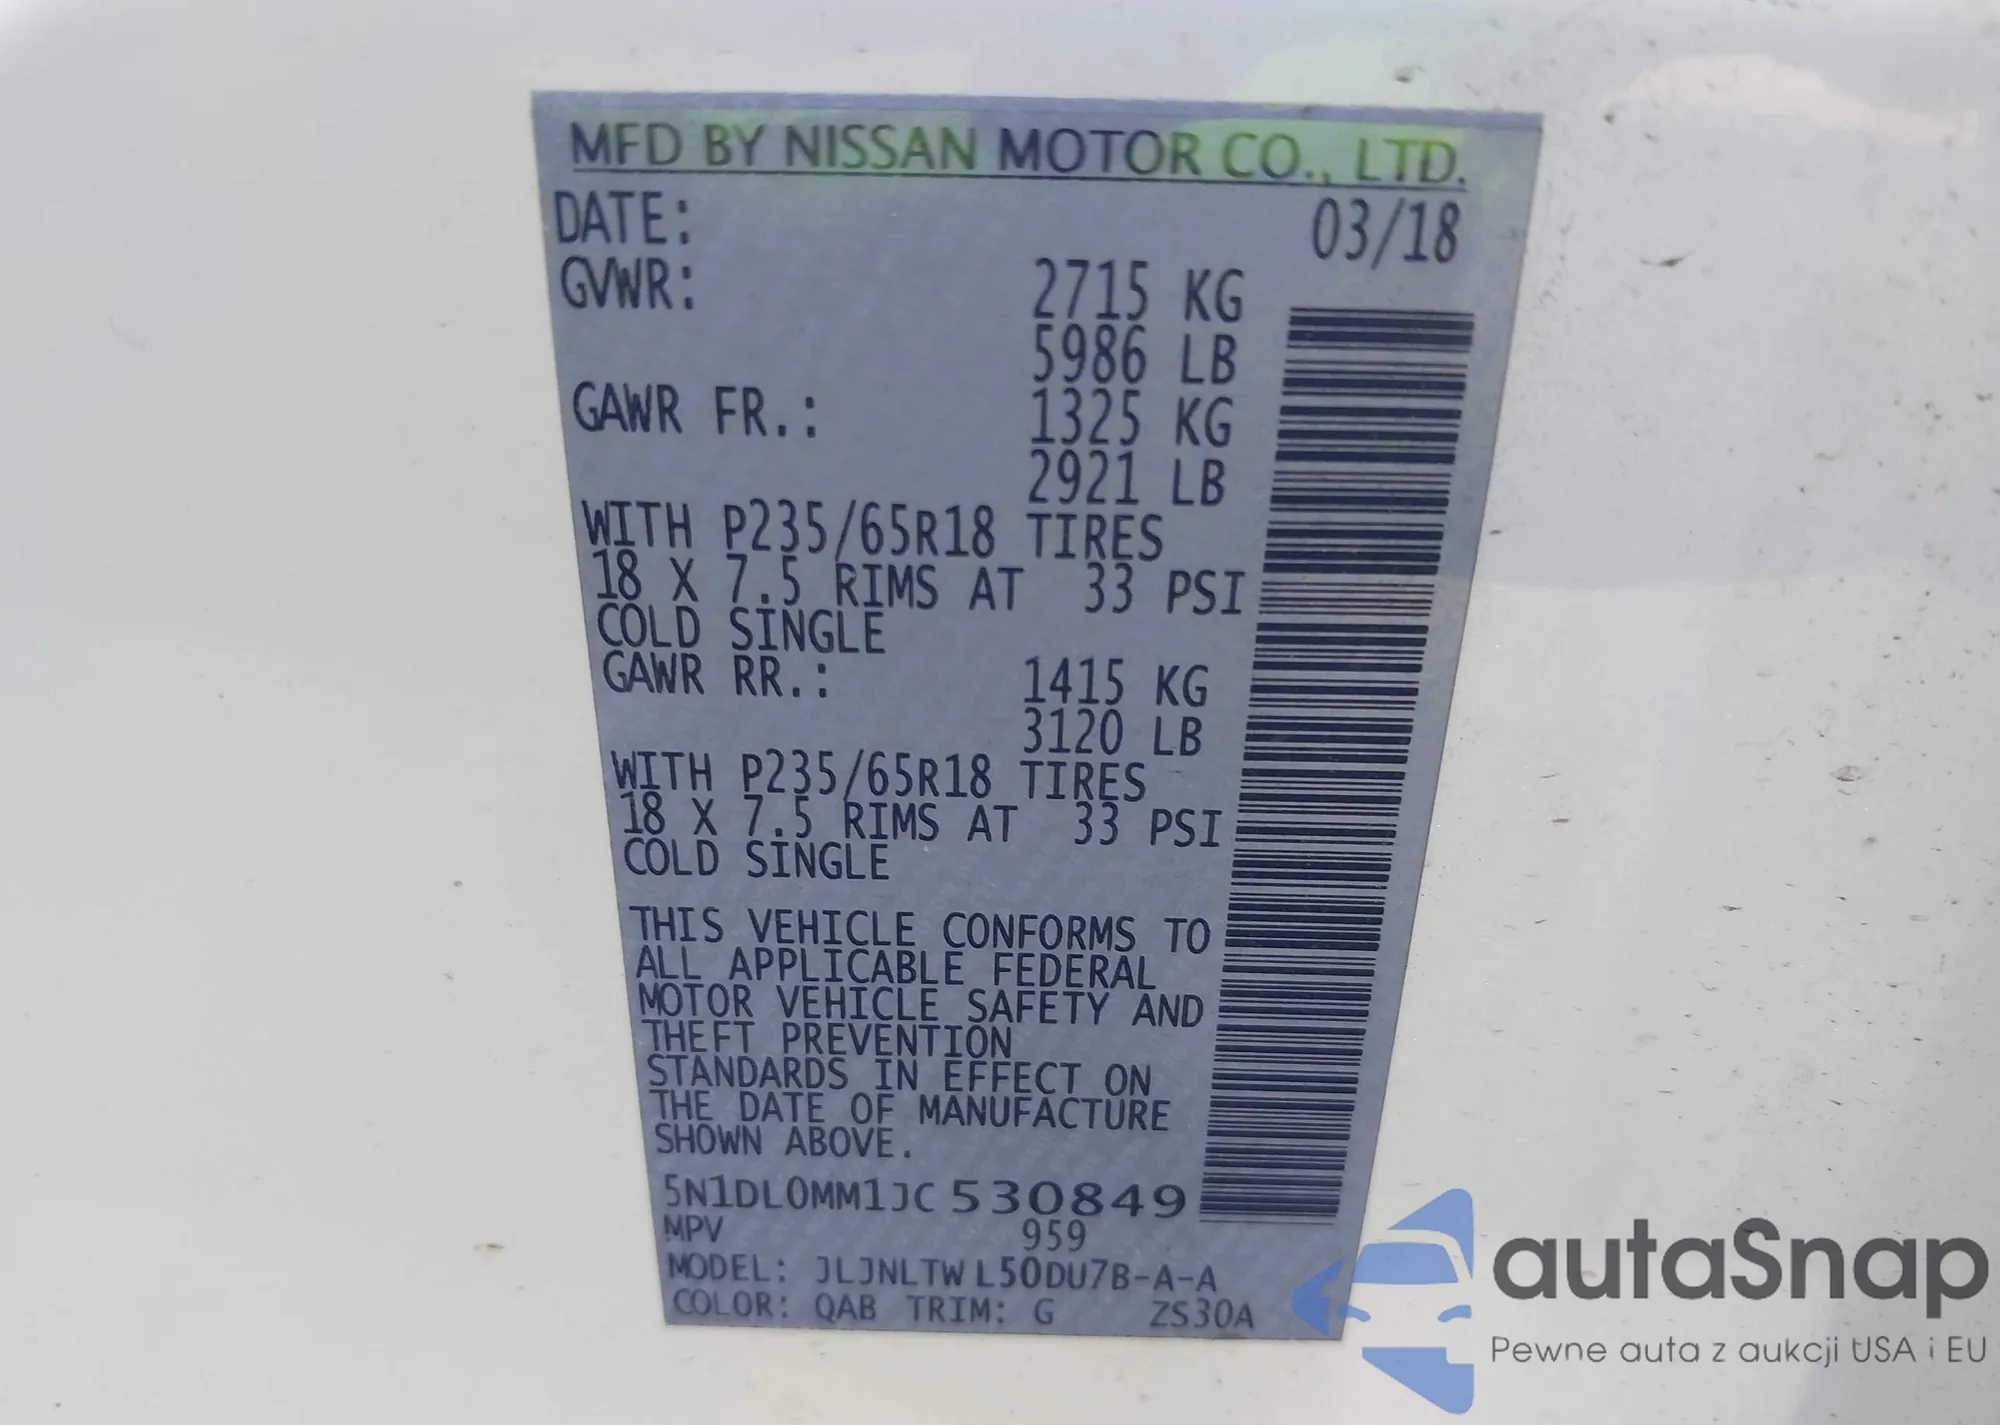 MFD BY NISSAN MOTOR CO., LTD.
DATE: 03/18
GVWR: 2715 KG
5986 LB
GAWR FR.: 1325 KG
2921 LB
WITH P235/65R18 TIRES
18 X 7.5 RIMS AT 33 PSI
COLD SINGLE
GAWR RR.: 1415 KG
3120 LB
WITH P235/65R18 TIRES
18 X 7.5 RIMS AT 33 PSI
COLD SINGLE
THIS VEHICLE CONFORMS TO
ALL APPLICABLE FEDERAL
MOTOR VEHICLE SAFETY AND
THEFT PREVENTION
STANDARDS IN EFFECT ON
THE DATE OF MANUFACTURE
SHOWN ABOVE.
5N1DL0MM1JC530849
MPV 959
MODEL: JLJNLTWL50DU7B-A-A
COLOR: QAB TRIM: G ZS30A
autaSnap
Pewne auta z aukcji USA i EU